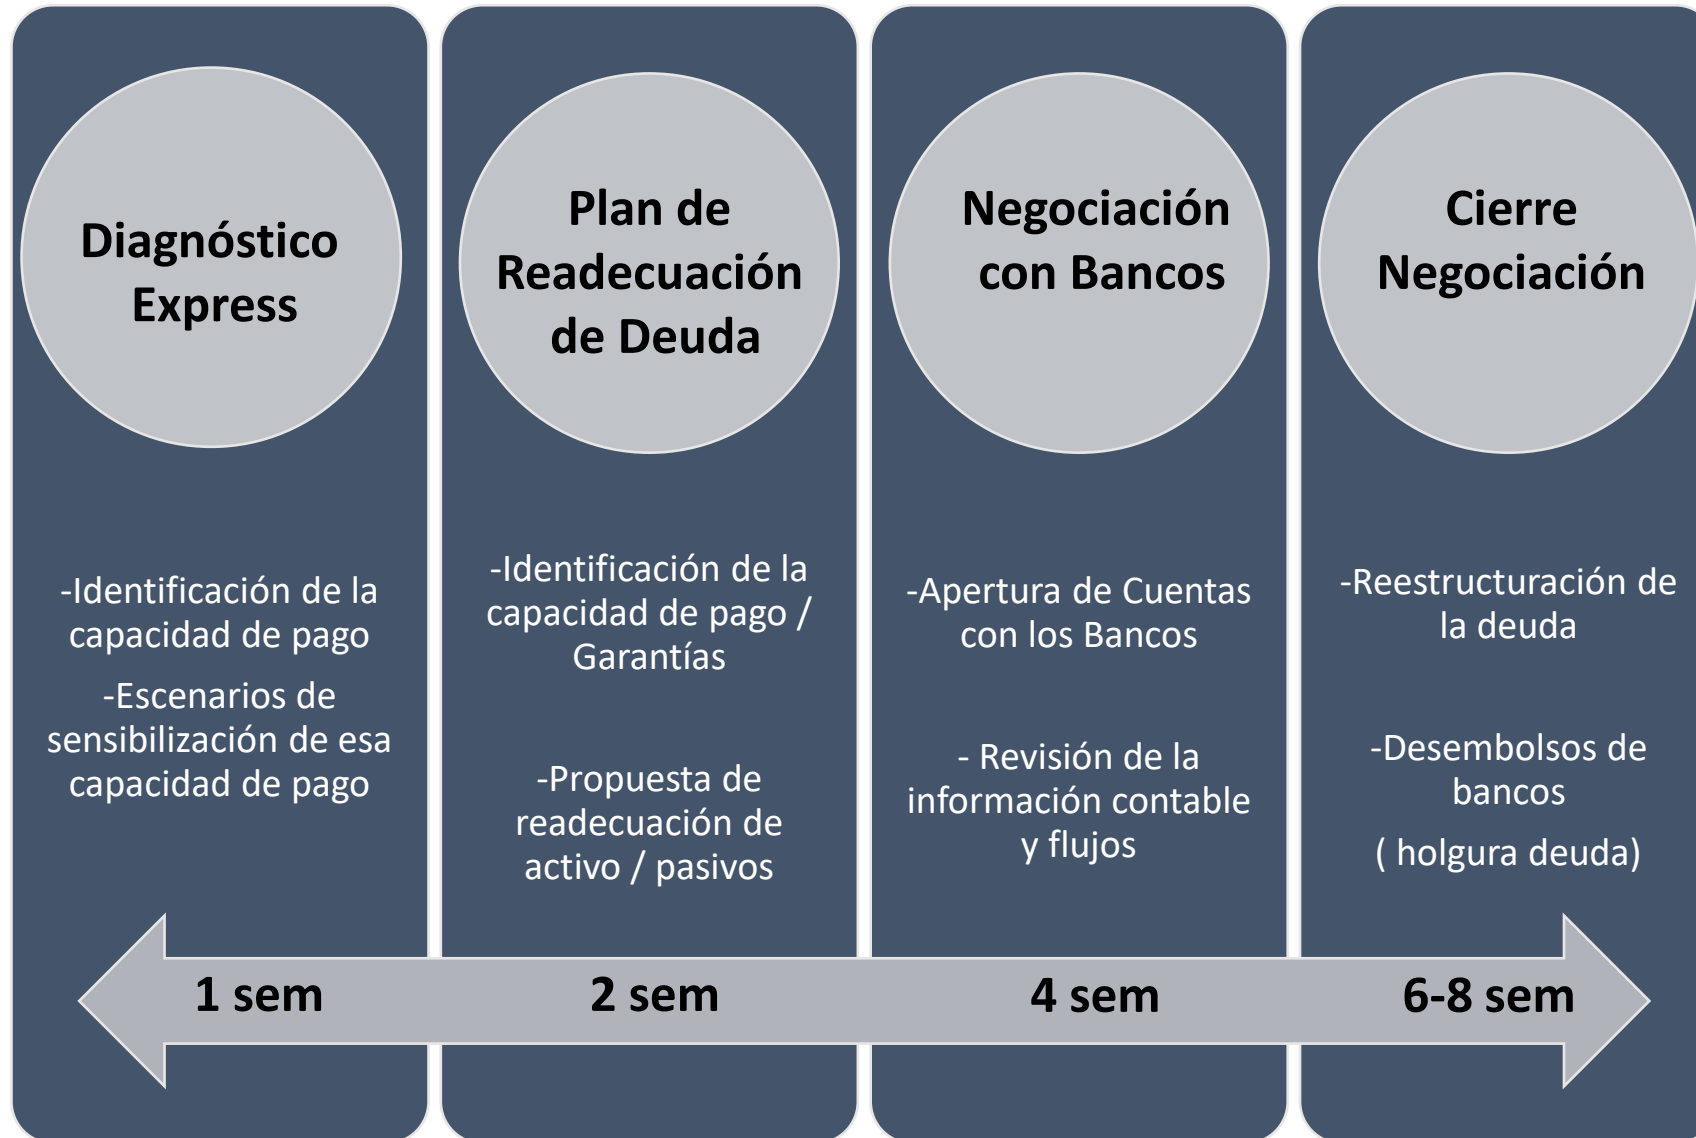 Diagnóstico
Express
-Identificación de la
capacidad de pago
-Escenarios de
sensibilización de esa
capacidad de pago
1 sem
Plan de
Readecuación
de Deuda
-Identificación de la
capacidad de pago /
Garantías
-Propuesta de
readecuación de
activo / pasivos
2 sem
Negociación
con Bancos
-Apertura de Cuentas
con los Bancos
- Revisión de la
información contable
y flujos
4 sem
Cierre
Negociación
-Reestructuración de
la deuda
-Desembolsos de
bancos
( holgura deuda)
6-8 sem